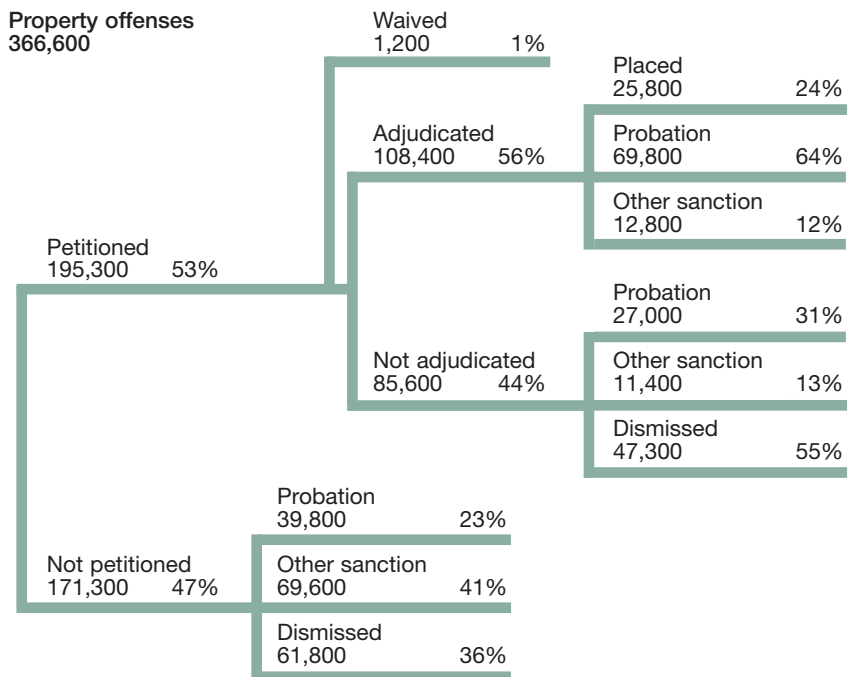 Property offenses
366,600
Waived
1,200 1%
Placed
25,800 24%
Adjudicated
108,400 56%
Probation
69,800 64%
Other sanction
12,800 12%
Petitioned
195,300 53%
Probation
27,000 31%
Not adjudicated
85,600 44%
Other sanction
11,400 13%
Dismissed
47,300 55%
Probation
39,800 23%
Not petitioned
171,300 47%
Other sanction
69,600 41%
Dismissed
61,800 36%